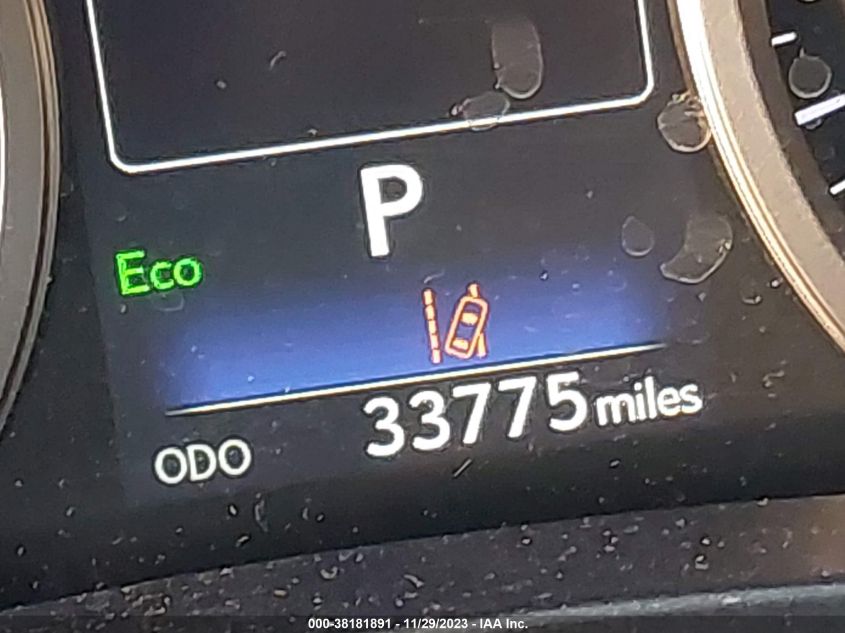 P
Eco
ODO 33775 miles
000-38181891 - 11/29/2023 - IAA Inc.